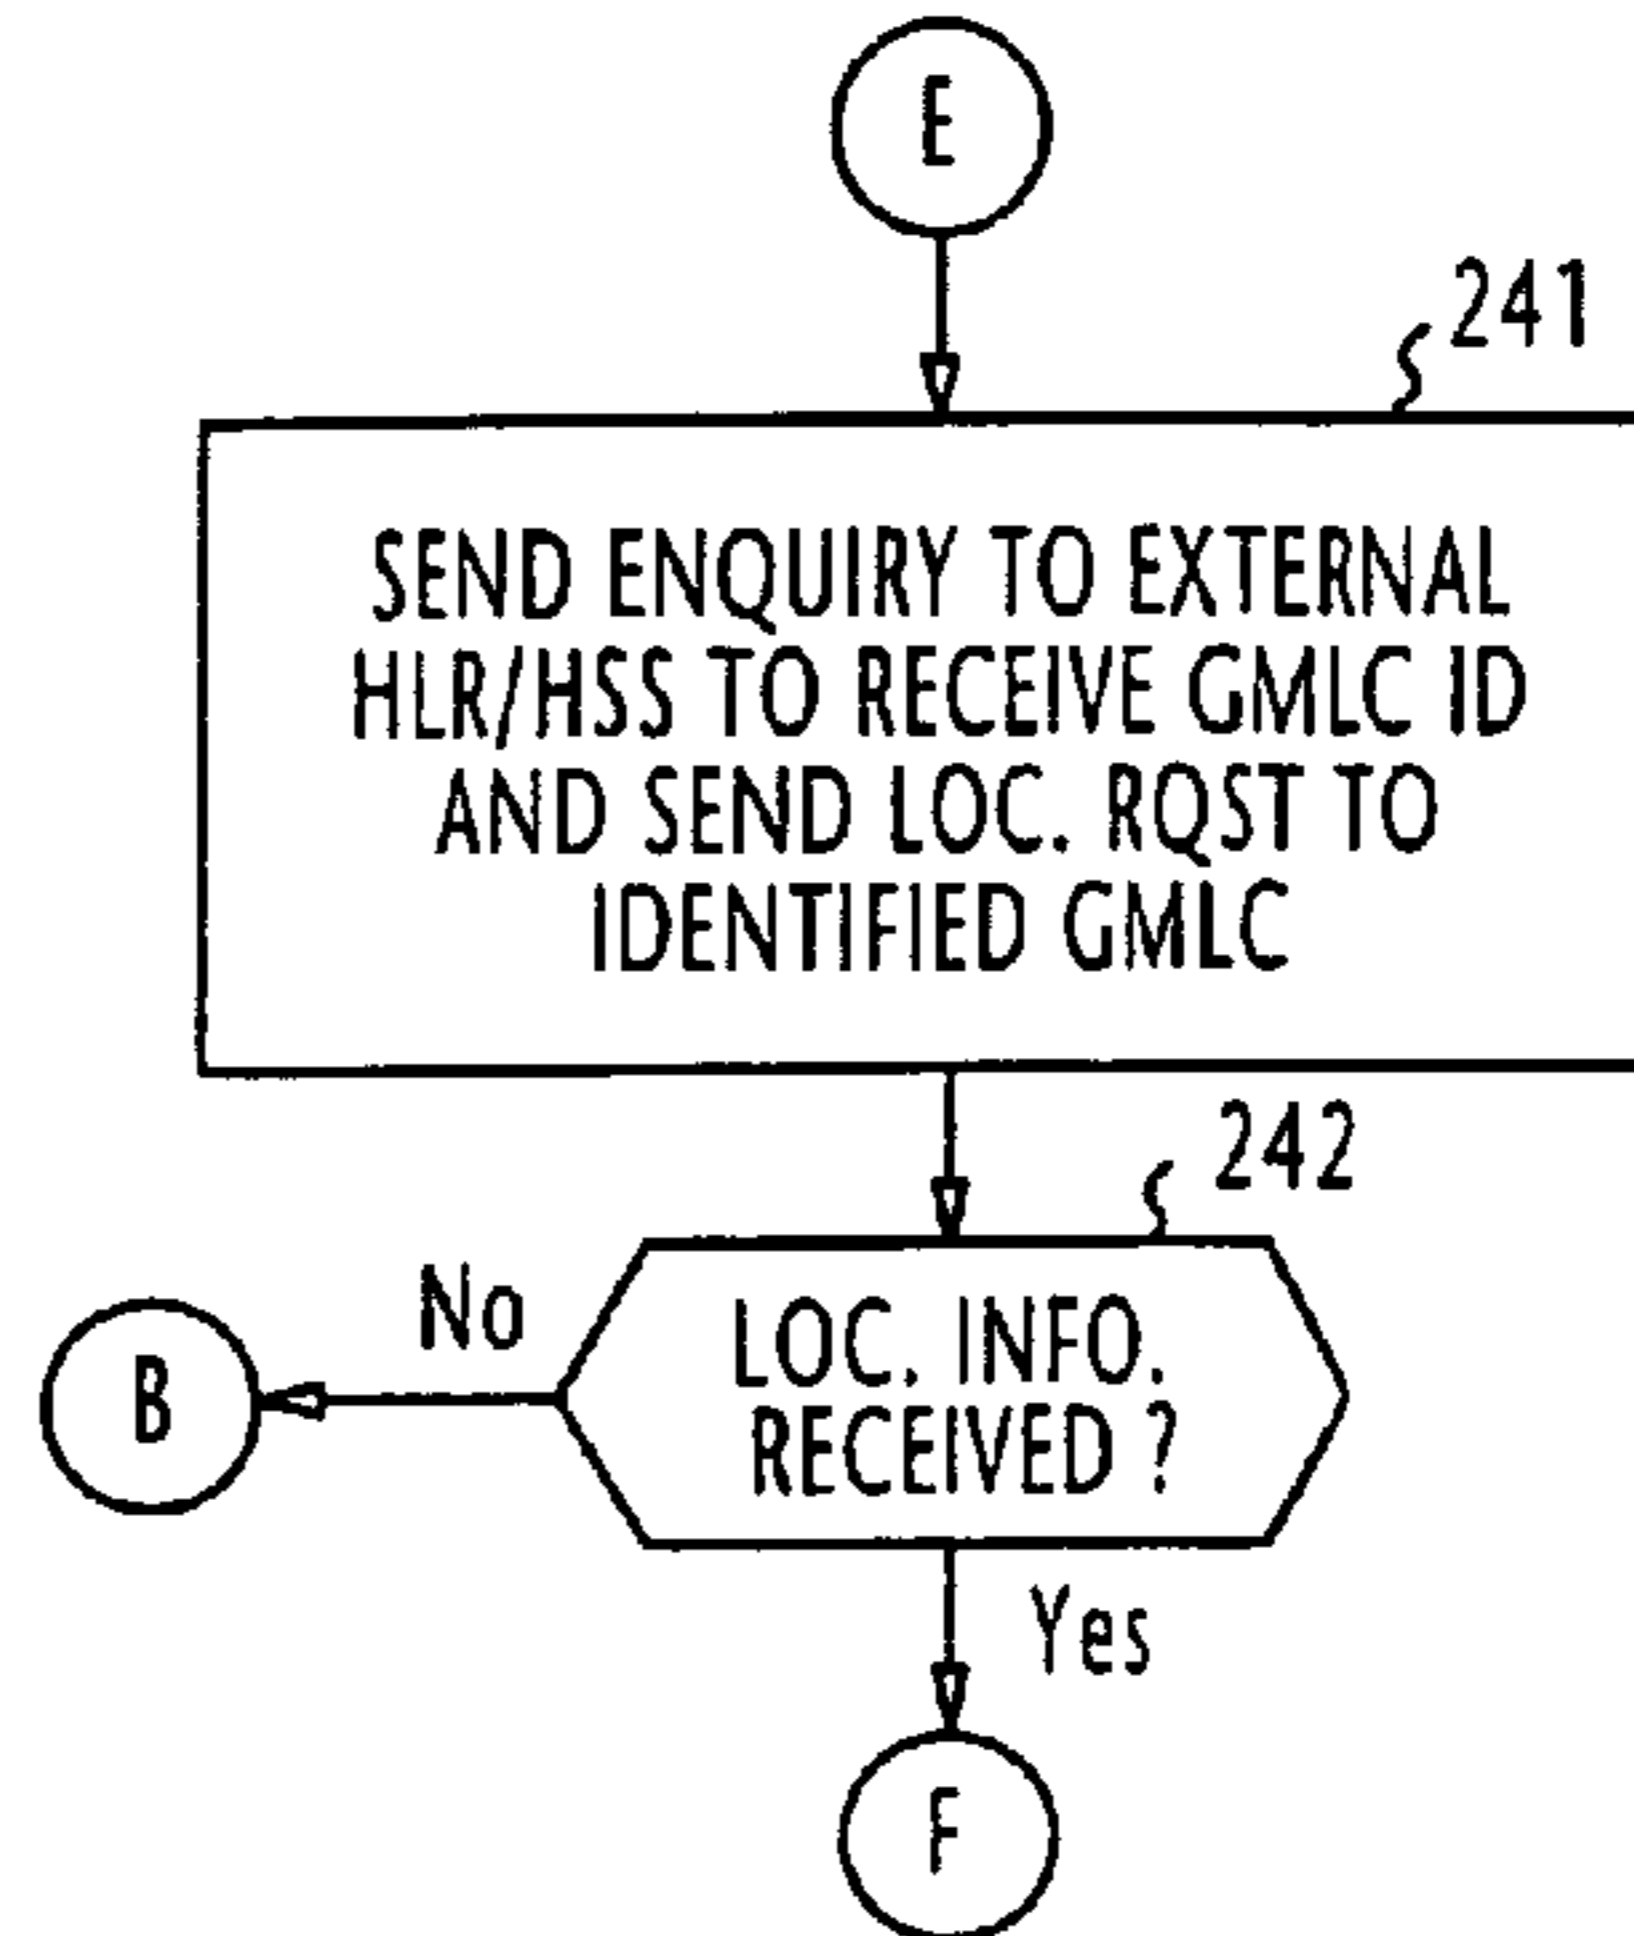 E
241
SEND ENQUIRY TO EXTERNAL
HLR/HSS TO RECEIVE GMLC ID
AND SEND LOC. RQST TO
IDENTIFIED GMLC
242
No
LOC. INFO.
RECEIVED ?
B
Yes
F